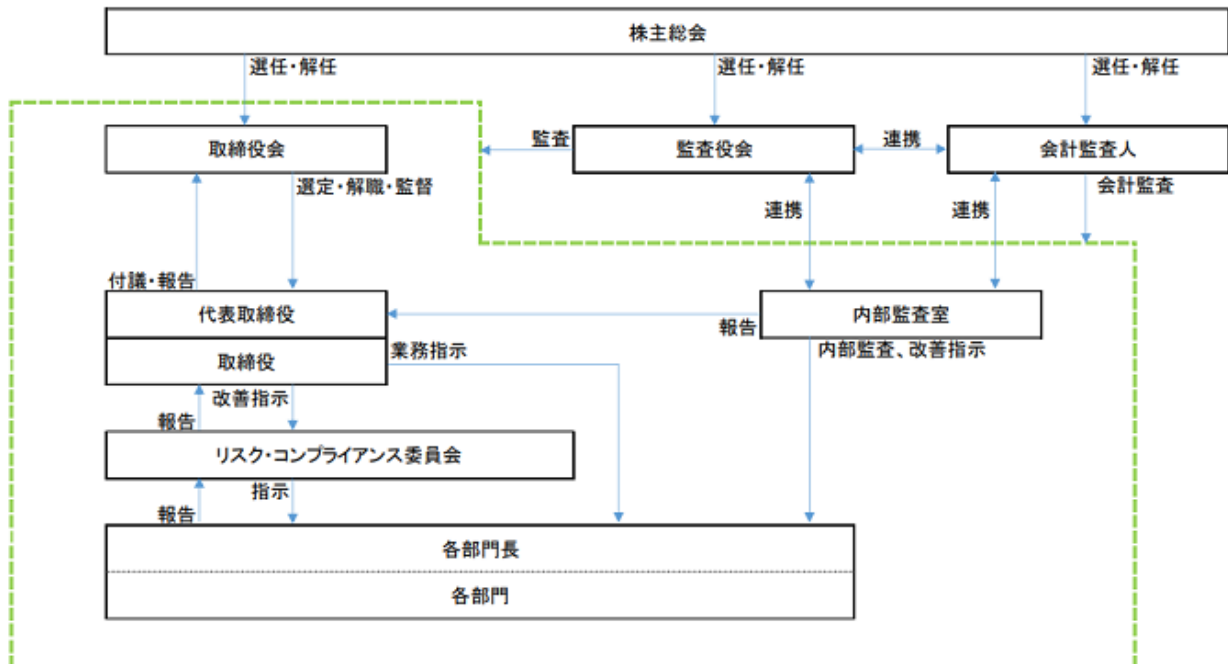 株主総会
選任・解任
選任・解任
選任・解任
取締役会
監査
監査役会
連携
会計監査人
選定・解職・監督
会計監査
連携
連携
付議・報告
代表取締役
内部監査室
報告
取締役
業務指示
内部監査、改善指示
改善指示
報告
リスク・コンプライアンス委員会
指示
報告
各部門長
各部門